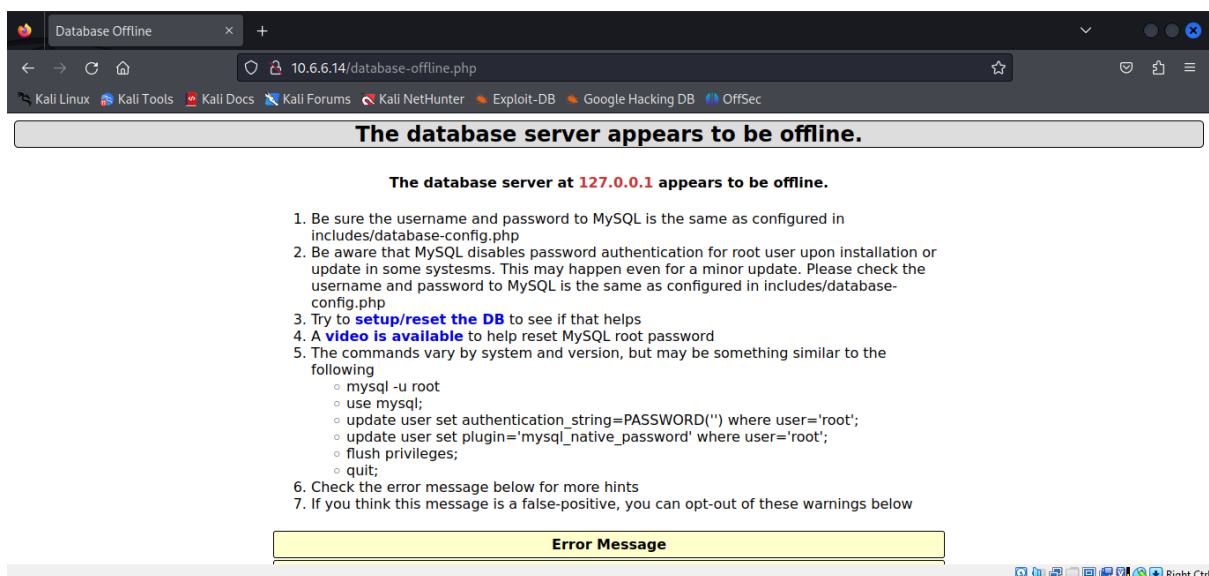 Database Offline
10.6.6.14/database-offline.php
Kali Linux Kali Tools Kali Docs Kali Forums Kali NetHunter Exploit-DB Google Hacking DB OffSec
The database server appears to be offline.
The database server at 127.0.0.1 appears to be offline.
1. Be sure the username and password to MySQL is the same as configured in
includes/database-config.php
2. Be aware that MySQL disables password authentication for root user upon installation or
update in some systesms. This may happen even for a minor update. Please check the
username and password to MySQL is the same as configured in includes/database-
config.php
3. Try to setup/reset the DB to see if that helps
4. A video is available to help reset MySQL root password
5. The commands vary by system and version, but may be something similar to the
following
◦ mysql -u root
◦ use mysql;
◦ update user set authentication_string=PASSWORD('') where user='root';
◦ update user set plugin='mysql_native_password' where user='root';
◦ flush privileges;
◦ quit;
6. Check the error message below for more hints
7. If you think this message is a false-positive, you can opt-out of these warnings below
Error Message
Right Ctrl